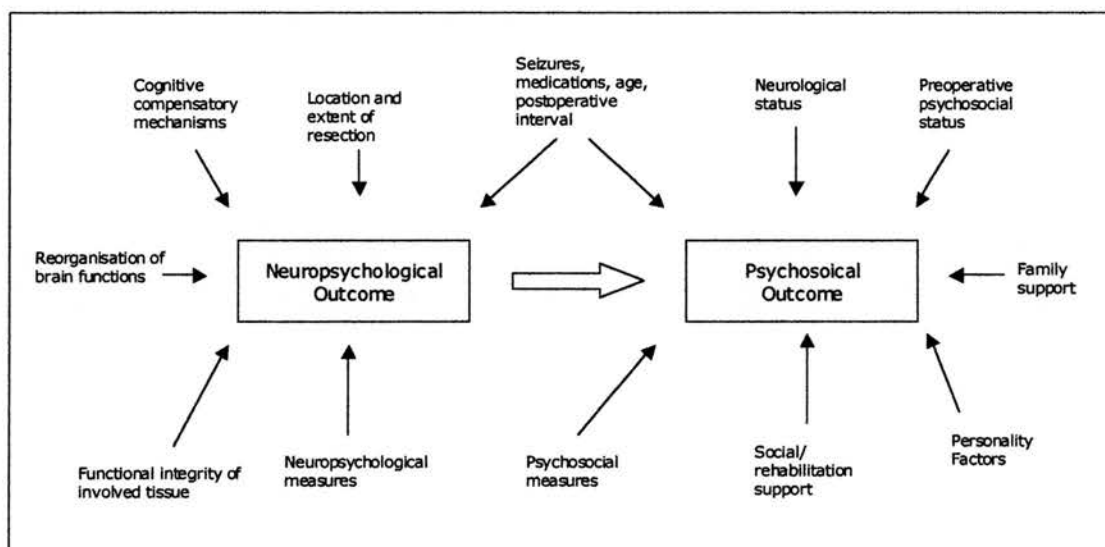 Cognitive
compensatory
mechanisms
Location and
extent of
resection
Seizures,
medications, age,
postoperative
interval
Neurological
status
Preoperative
psychosocial
status
Reorganisation of
brain functions
Neuropsychological
Outcome
Psychosoical
Outcome
Family
support
Functional integrity of
involved tissue
Neuropsychological
measures
Psychosocial
measures
Social/
rehabilitation
support
Personality
Factors